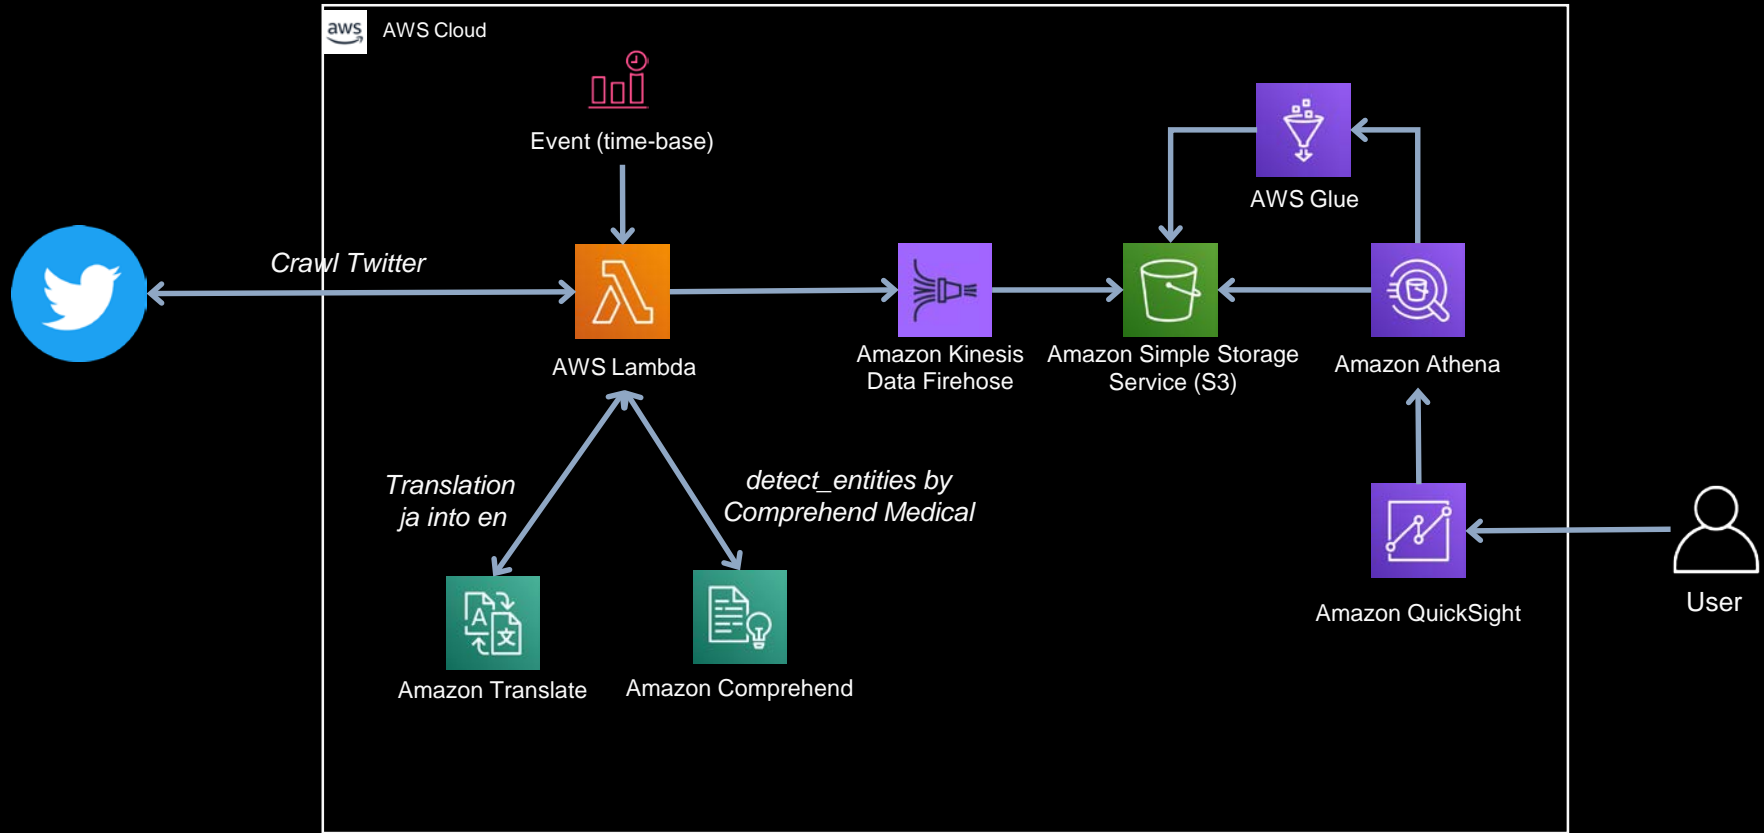 aws
AWS Cloud
Event (time-base)
AWS Glue
Crawl Twitter
AWS Lambda
Amazon Kinesis
Data Firehose
Amazon Simple Storage
Service (S3)
Amazon Athena
Translation
ja into en
detect_entities by
Comprehend Medical
A
文
Amazon Translate
Amazon Comprehend
Amazon QuickSight
User